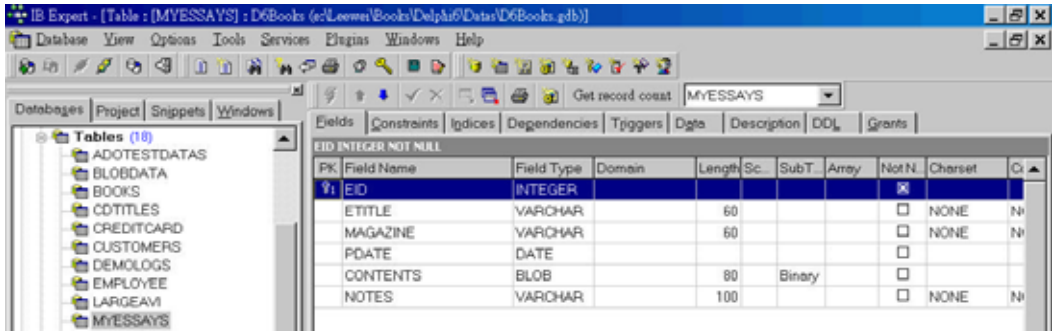 IB Expert - [Table : [MYESSAYS] : D6Books (e:\Leewei\Books\Delphi6\Datas\D6Books.gdb)]
Database View Options Tools Services Plugins Windows Help
Get record count MYESSAYS
Databases Project Snippets Windows
Fields Constraints Indices Dependencies Triggers Data Description DDL Grants
Tables (18)
ADOTESTDATAS
BLOBDATA
BOOKS
CDTITLES
CREDITCARD
CUSTOMERS
DEMOLOGS
EMPLOYEE
LARGEAVI
MYESSAYS
EID INTEGER NOT NULL
PK Field Name Field Type Domain Length Sc... SubT... Array Not N... Charset
1 EID INTEGER
ETITLE VARCHAR 60 NONE
MAGAZINE VARCHAR 60 NONE
PDATE DATE
CONTENTS BLOB 80 Binary
NOTES VARCHAR 100 NONE